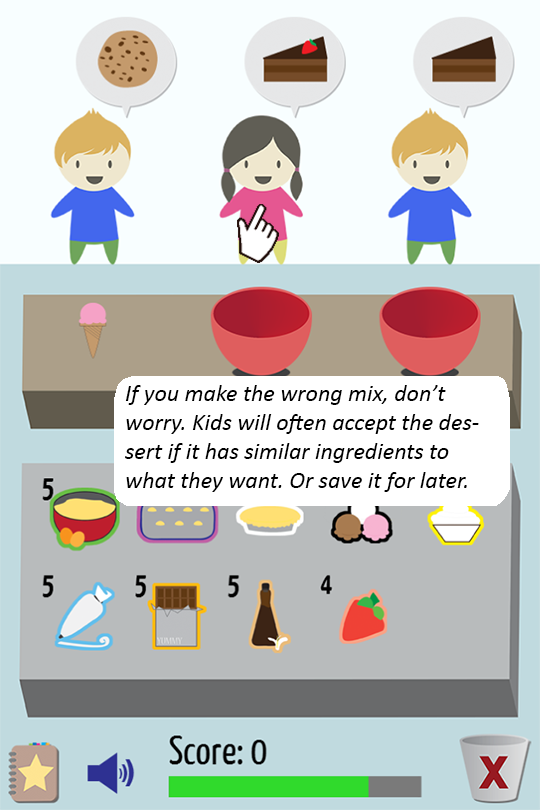 If you make the wrong mix, don't
worry. Kids will often accept the des-
sert if it has similar ingredients to
what they want. Or save it for later.
5
5
5
5
4
YUMMY
Score: 0
X